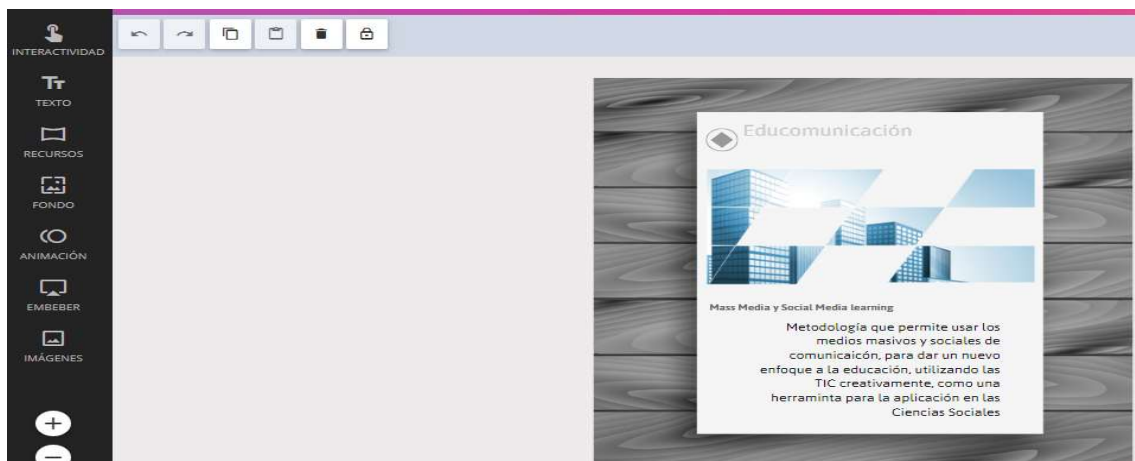 INTERACTIVIDAD
TEXTO
RECURSOS
FONDO
ANIMACIÓN
EMBEBER
IMÁGENES
Educomunicación
Mass Media y Social Media learning
Metodología que permite usar los
medios masivos y sociales de
comunicaicón, para dar un nuevo
enfoque a la educación, utilizando las
TIC creativamente, como una
herraminta para la aplicación en las
Ciencias Sociales